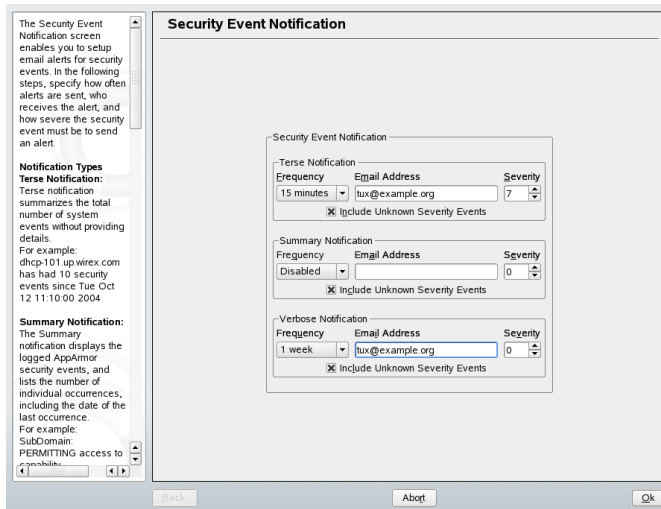 The Security Event
Notification screen
enables you to setup
email alerts for security
events. In the following
steps, specify how often
alerts are sent, who
receives the alert, and
how severe the security
event must be to send
an alert.
Notification Types
Terse Notification:
Terse notification
summarizes the total
number of system
events without providing
details.
For example:
dhcp-101.up.wirex.com
has had 10 security
events since Tue Oct
12 11:10:00 2004
Summary Notification:
The Summary
notification displays the
logged AppArmor
security events, and
lists the number of
individual occurrences,
including the date of the
last occurrence.
For example:
SubDomain:
PERMITTING access to
capability
Security Event Notification
Security Event Notification
Terse Notification
Frequency Email Address Severity
15 minutes tux@example.org 7
Include Unknown Severity Events
Summary Notification
Frequency Email Address Severity
Disabled 0
Include Unknown Severity Events
Verbose Notification
Frequency Email Address Severity
1 week tux@example.org 0
Include Unknown Severity Events
Back Abort Ok